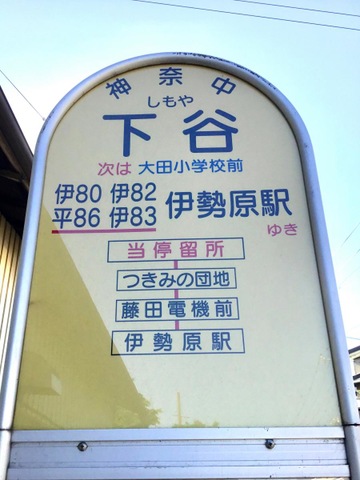 神奈中
しもや
下谷
次は 大田小学校前
伊80 伊82
平86 伊83
伊勢原駅
ゆき
当停留所
つきみの団地
藤田電機前
伊勢原駅